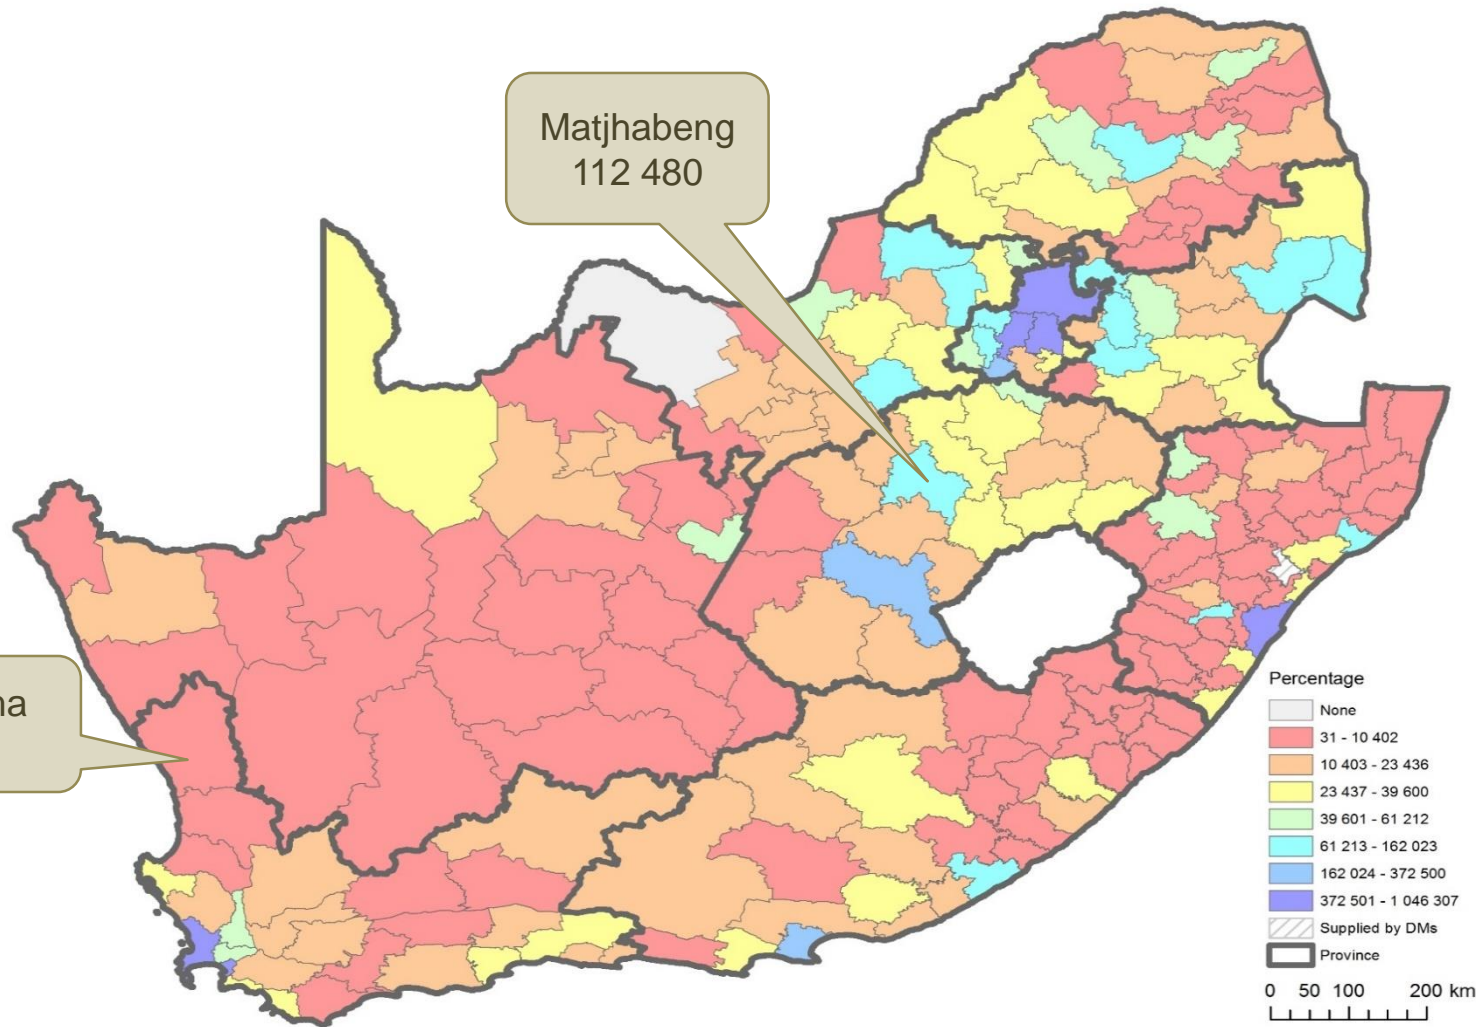 Matjhabeng
112 480
Percentage
None
31 - 10 402
10 403 - 23 436
23 437 - 39 600
39 601 - 61 212
61 213 - 162 023
162 024 - 372 500
372 501 - 1 046 307
Supplied by DMs
Province
0 50 100 200 km